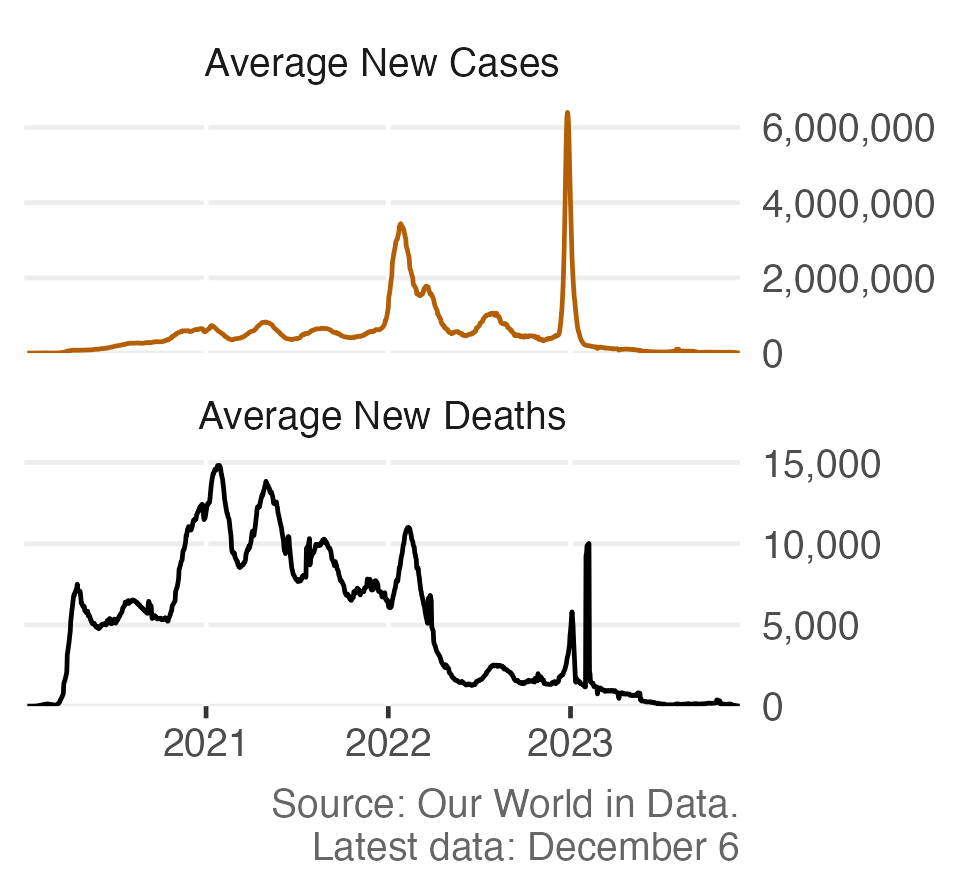 Average New Cases
6,000,000
4,000,000
2,000,000
0
Average New Deaths
15,000
10,000
5,000
0
2021 2022 2023
Source: Our World in Data.
Latest data: December 6